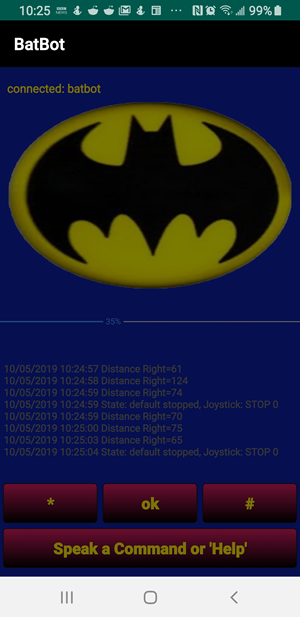 10:25 BBC NEWS ... 99%
BatBot
connected: batbot
35%
10/05/2019 10:24:57 Distance Right=61
10/05/2019 10:24:58 Distance Right=124
10/05/2019 10:24:59 Distance Right=74
10/05/2019 10:24:59 State: default stopped, Joystick: STOP 0
10/05/2019 10:24:59 Distance Right=70
10/05/2019 10:25:00 Distance Right=75
10/05/2019 10:25:03 Distance Right=65
10/05/2019 10:25:04 State: default stopped, Joystick: STOP 0
* ok #
Speak a Command or 'Help'